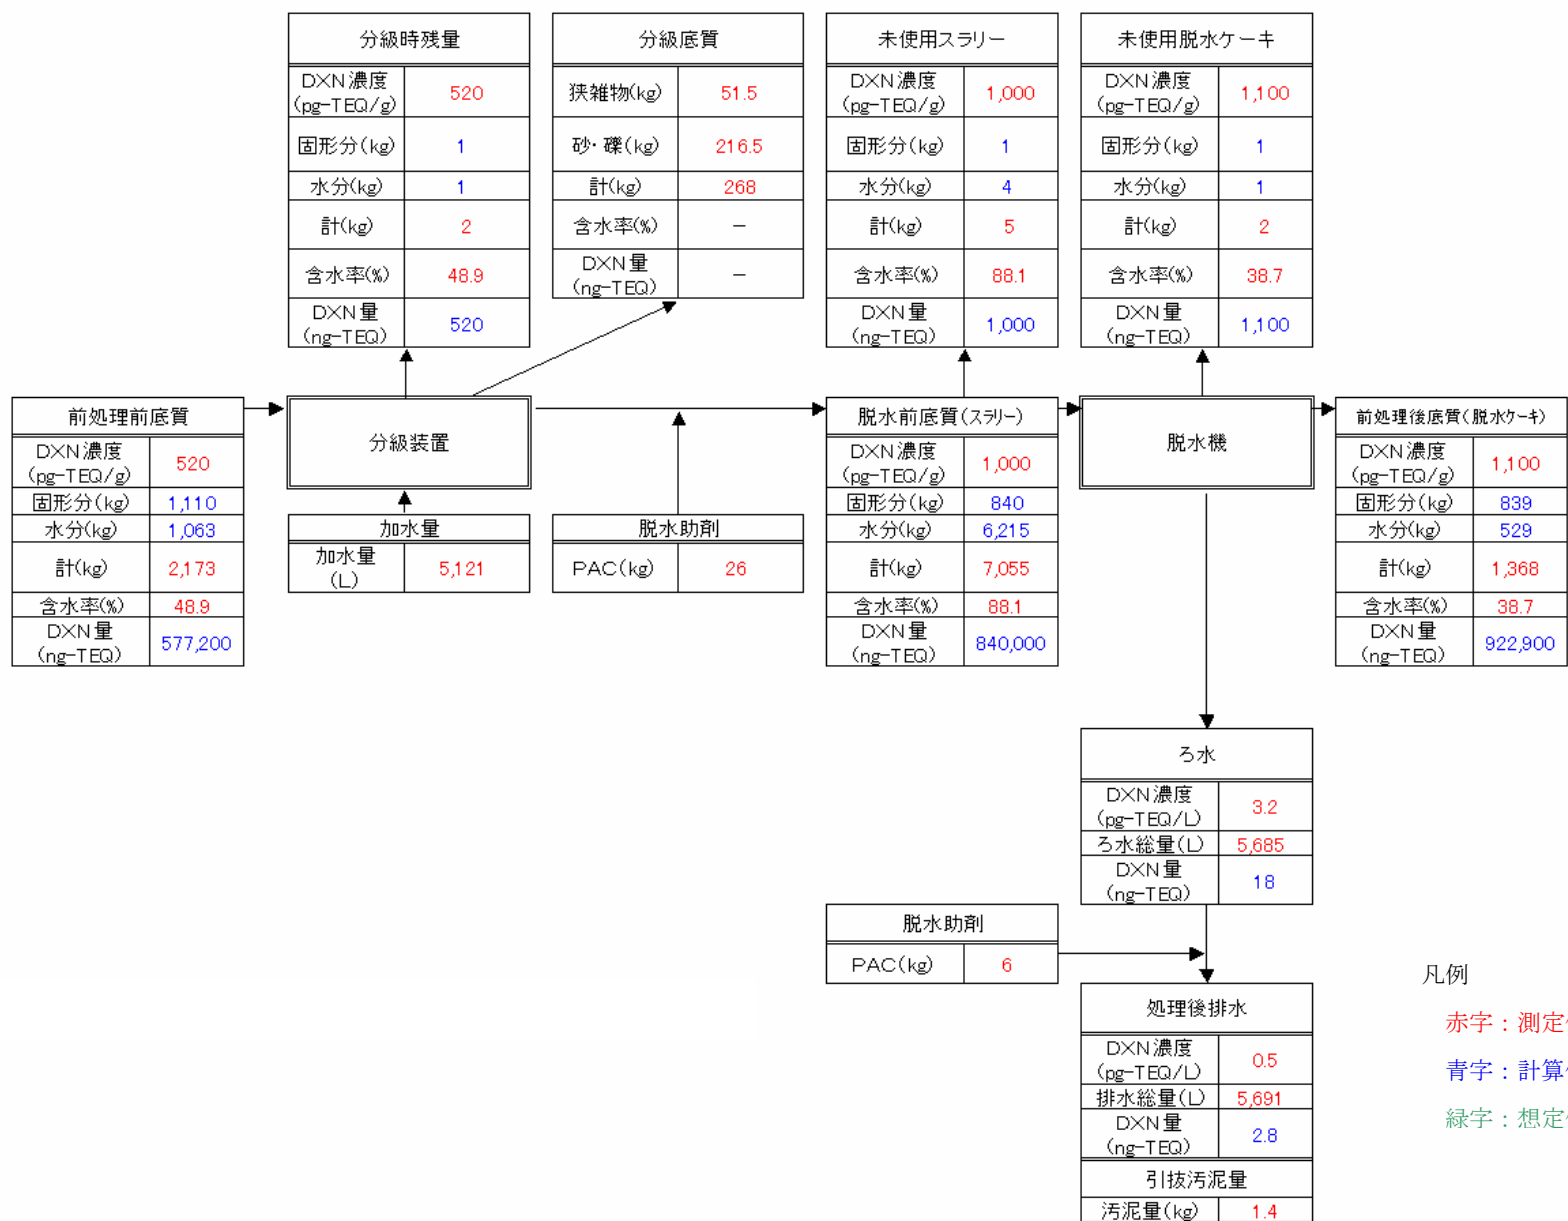 分級時残量
DXN濃度
(pg-TEQ/g)
520
固形分(kg)
1
水分(kg)
1
計(kg)
2
含水率(%)
48.9
DXN量
(ng-TEQ)
520
分級底質
狭雑物(kg)
51.5
砂・礫(kg)
216.5
計(kg)
268
含水率(%)
−
DXN量
(ng-TEQ)
−
未使用スラリー
DXN濃度
(pg-TEQ/g)
1,000
固形分(kg)
1
水分(kg)
4
計(kg)
5
含水率(%)
88.1
DXN量
(ng-TEQ)
1,000
未使用脱水ケーキ
DXN濃度
(pg-TEQ/g)
1,100
固形分(kg)
1
水分(kg)
1
計(kg)
2
含水率(%)
38.7
DXN量
(ng-TEQ)
1,100
前処理前底質
DXN濃度
(pg-TEQ/g)
520
固形分(kg)
1,110
水分(kg)
1,063
計(kg)
2,173
含水率(%)
48.9
DXN量
(ng-TEQ)
577,200
分級装置
加水量
加水量
(L)
5,121
脱水助剤
PAC(kg)
26
脱水前底質(スラリー)
DXN濃度
(pg-TEQ/g)
1,000
固形分(kg)
840
水分(kg)
6,215
計(kg)
7,055
含水率(%)
88.1
DXN量
(ng-TEQ)
840,000
脱水機
前処理後底質(脱水ケーキ)
DXN濃度
(pg-TEQ/g)
1,100
固形分(kg)
839
水分(kg)
529
計(kg)
1,368
含水率(%)
38.7
DXN量
(ng-TEQ)
922,900
ろ水
DXN濃度
(pg-TEQ/L)
3.2
ろ水総量(L)
5,685
DXN量
(ng-TEQ)
18
脱水助剤
PAC(kg)
6
処理後排水
DXN濃度
(pg-TEQ/L)
0.5
排水総量(L)
5,691
DXN量
(ng-TEQ)
2.8
引抜汚泥量
汚泥量(kg)
1.4
凡例
赤字：測定
青字：計算
緑字：想定